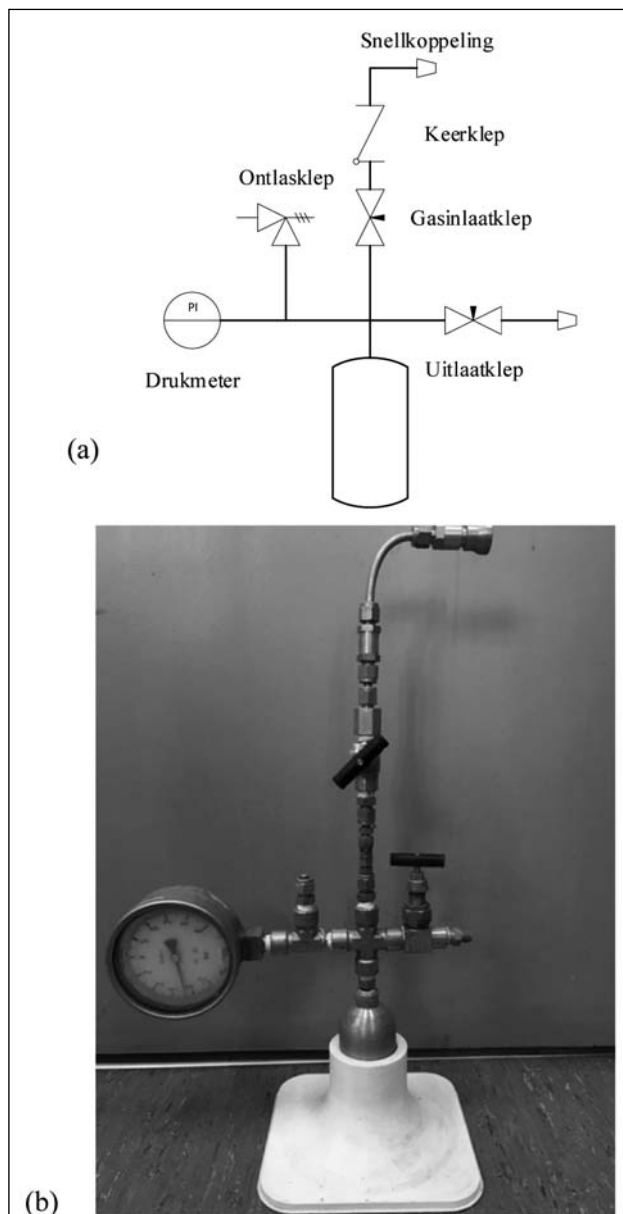 Snellkoppeling
Keerklep
Ontlasklep
Gasinlaatklep
PI
Drukmeter
Uitlaatklep
(a)
(b)